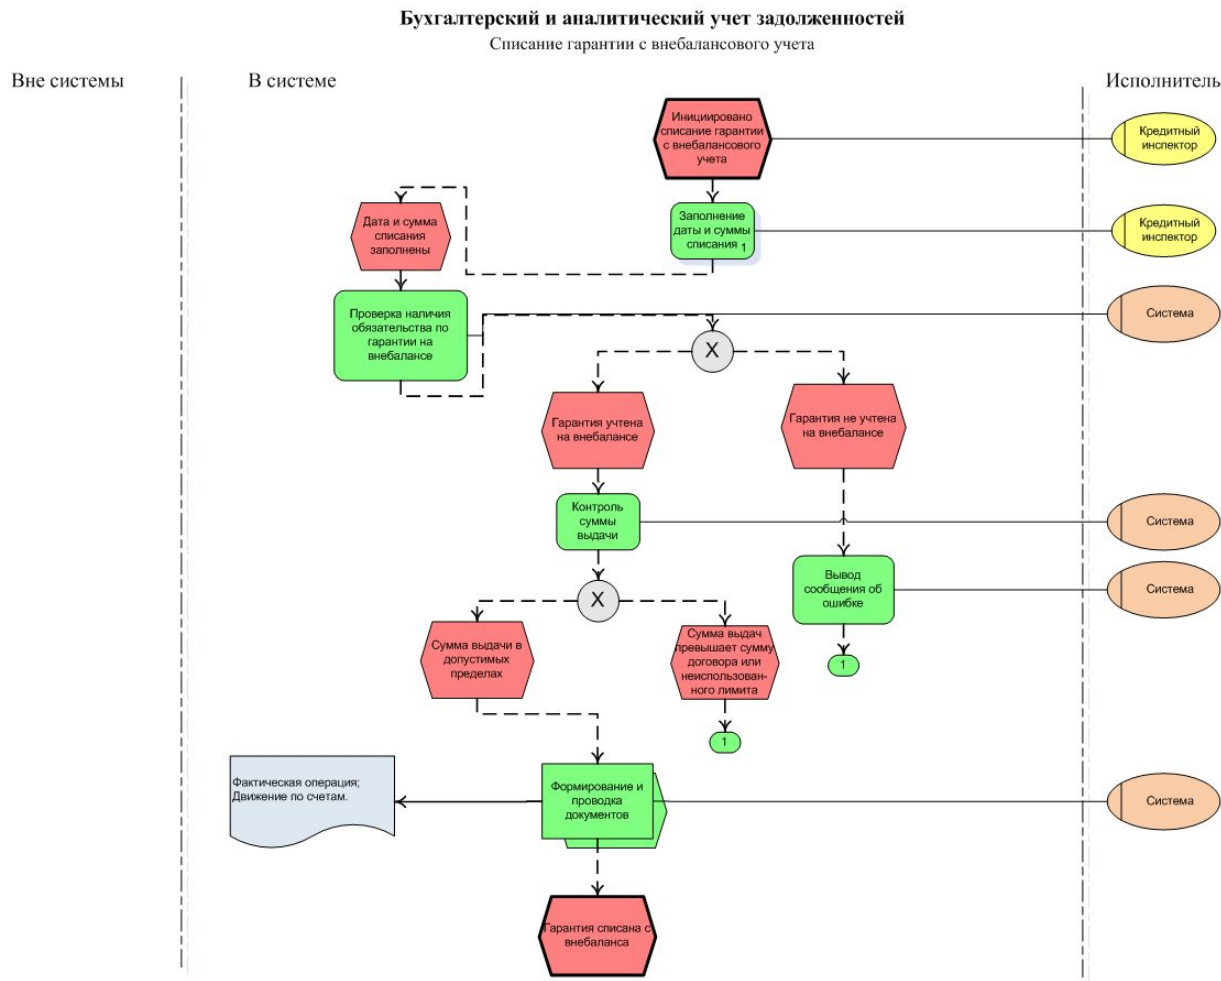 Бухгалтерский и аналитический учет задолженностей
Списание гарантии с внебалансового учета
Вне системы
В системе
Исполнитель
Инициировано
списание гарантии
с внебалансового
учета
Кредитный
инспектор
Дата и сумма
списания
заполнены
Заполнение
даты и суммы
списания 1
Кредитный
инспектор
Проверка наличия
обязательства по
гарантии на
внебалансе
X
Система
Гарантия учтена
на внебалансе
Гарантия не учтена
на внебалансе
Контроль
суммы
выдачи
Система
Вывод
сообщения об
ошибке
Система
X
Сумма выдачи в
допустимых
пределах
Сумма выдач
превышает сумму
договора или
неиспользован-
ного лимита
1
1
Фактическая операция;
Движение по счетам.
Формирование и
проводка
документов
Система
Гарантия списана с
внебаланса